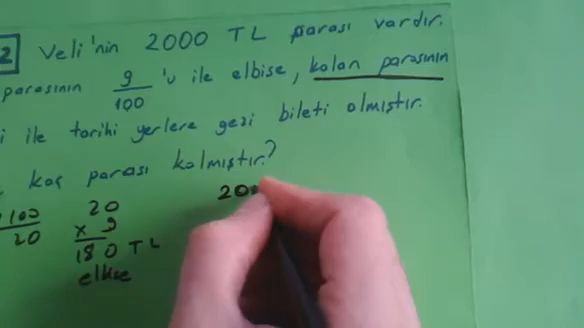 2 Veli'nin 2000 TL parası vardır.
parasının 9/100 'u ile elbise, kalan parasının
i ile tarihi yerlere gezi bileti almıştır.
kaç parası kalmıştır?
100
20
20
x 9
180 TL
elbise
200